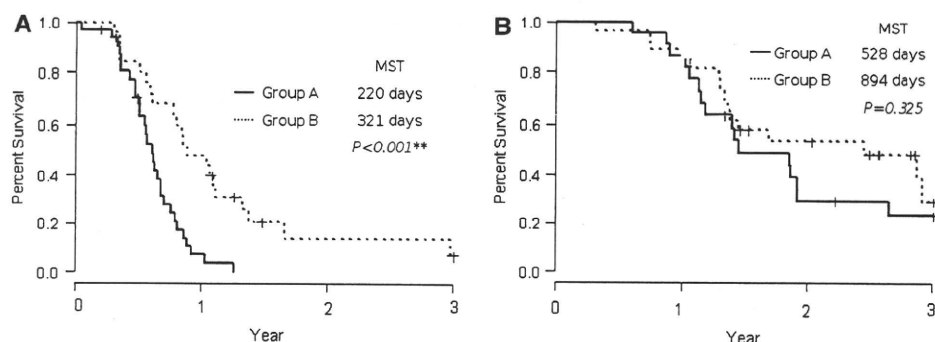 A
MST
Group A 220 days
Group B 321 days
P<0.001**
Percent Survival
1.0
0.8
0.6
0.4
0.2
0.0
0 1 2 3
Year
B
MST
Group A 528 days
Group B 894 days
P=0.325
Percent Survival
1.0
0.8
0.6
0.4
0.2
0.0
0 1 2 3
Year